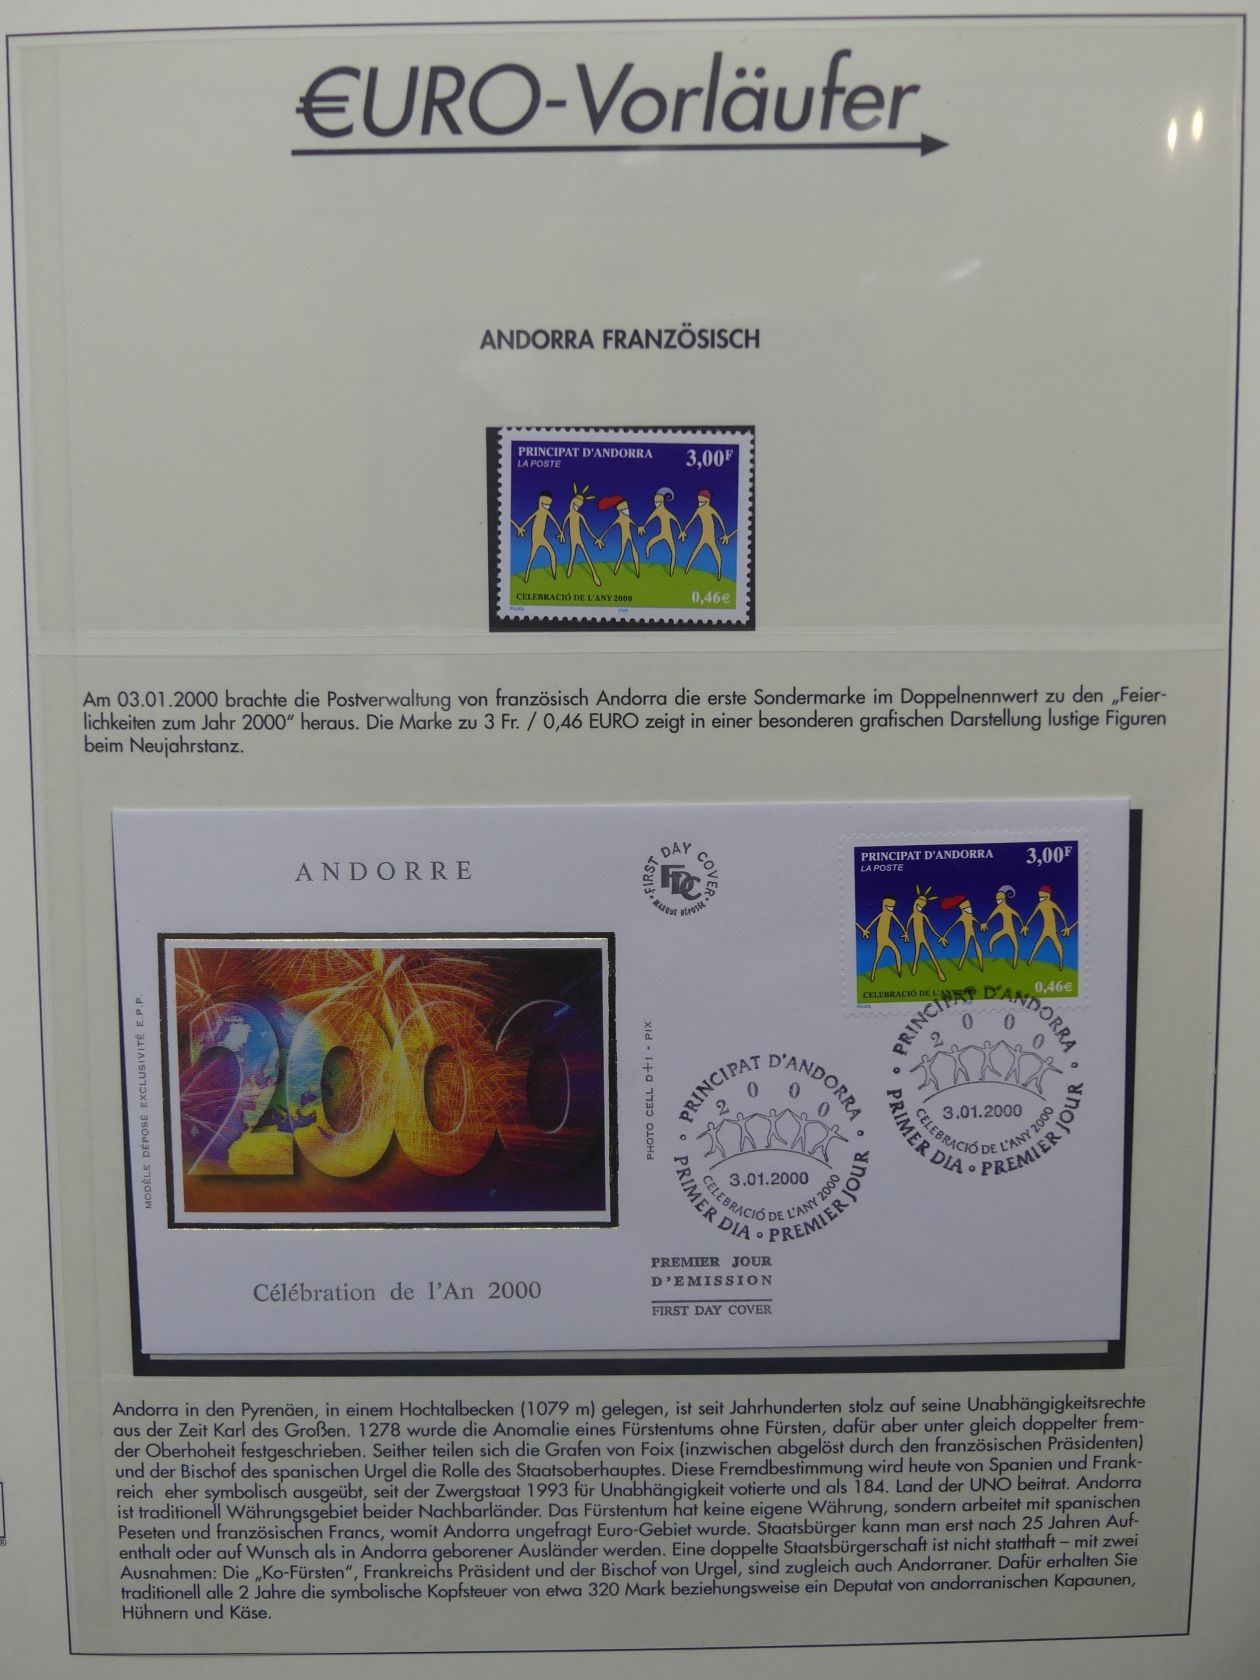 €URO-Vorläufer
ANDORRA FRANZÖSISCH
PRINCIPAT D'ANDORRA 3,00F
LA POSTE
CELEBRACIÓ DE L'ANY 2000 0,46€
PUJOL
Am 03.01.2000 brachte die Postverwaltung von französisch Andorra die erste Sondermarke im Doppelnennwert zu den „Feier-
lichkeiten zum Jahr 2000“ heraus. Die Marke zu 3 Fr. / 0,46 EURO zeigt in einer besonderen grafischen Darstellung lustige Figuren
beim Neujahrstanz.
ANDORRE
FIRST DAY COVER
FDC
MARQUE DÉPOSÉE
PRINCIPAT D'ANDORRA 3,00F
LA POSTE
CELEBRACIÓ DE L'ANY 2000 0,46€
PUJOL
MODÈLE DÉPOSÉ EXCLUSIVITÉ E.P.P.
2000
PHOTO CELL D+I - PIX
PRINCIPAT D'ANDORRA
2000
3.01.2000
CELEBRACIÓ DE L'ANY 2000
PRIMER DIA • PREMIER JOUR
PRINCIPAT D'ANDORRA
2000
3.01.2000
CELEBRACIÓ DE L'ANY 2000
PRIMER DIA • PREMIER JOUR
Célébration de l'An 2000
PREMIER JOUR
D'EMISSION
FIRST DAY COVER
Andorra in den Pyrenäen, in einem Hochtalbecken (1079 m) gelegen, ist seit Jahrhunderten stolz auf seine Unabhängigkeitsrechte
aus der Zeit Karl des Großen. 1278 wurde die Anomalie eines Fürstentums ohne Fürsten, dafür aber unter gleich doppelter frem-
der Oberhoheit festgeschrieben. Seither teilen sich die Grafen von Foix (inzwischen abgelöst durch den französischen Präsidenten)
und der Bischof des spanischen Urgel die Rolle des Staatsoberhauptes. Diese Fremdbestimmung wird heute von Spanien und Frank-
reich eher symbolisch ausgeübt, seit der Zwergstaat 1993 für Unabhängigkeit votierte und als 184. Land der UNO beitrat. Andorra
ist traditionell Währungsgebiet beider Nachbarländer. Das Fürstentum hat keine eigene Währung, sondern arbeitet mit spanischen
Peseten und französischen Francs, womit Andorra ungefragt Euro-Gebiet wurde. Staatsbürger kann man erst nach 25 Jahren Auf-
enthalt oder auf Wunsch als in Andorra geborener Ausländer werden. Eine doppelte Staatsbürgerschaft ist nicht statthaft – mit zwei
Ausnahmen: Die „Ko-Fürsten“, Frankreichs Präsident und der Bischof von Urgel, sind zugleich auch Andorraner. Dafür erhalten Sie
traditionell alle 2 Jahre die symbolische Kopfsteuer von etwa 320 Mark beziehungsweise ein Deputat von andorranischen Kapaunen,
Hühnern und Käse.